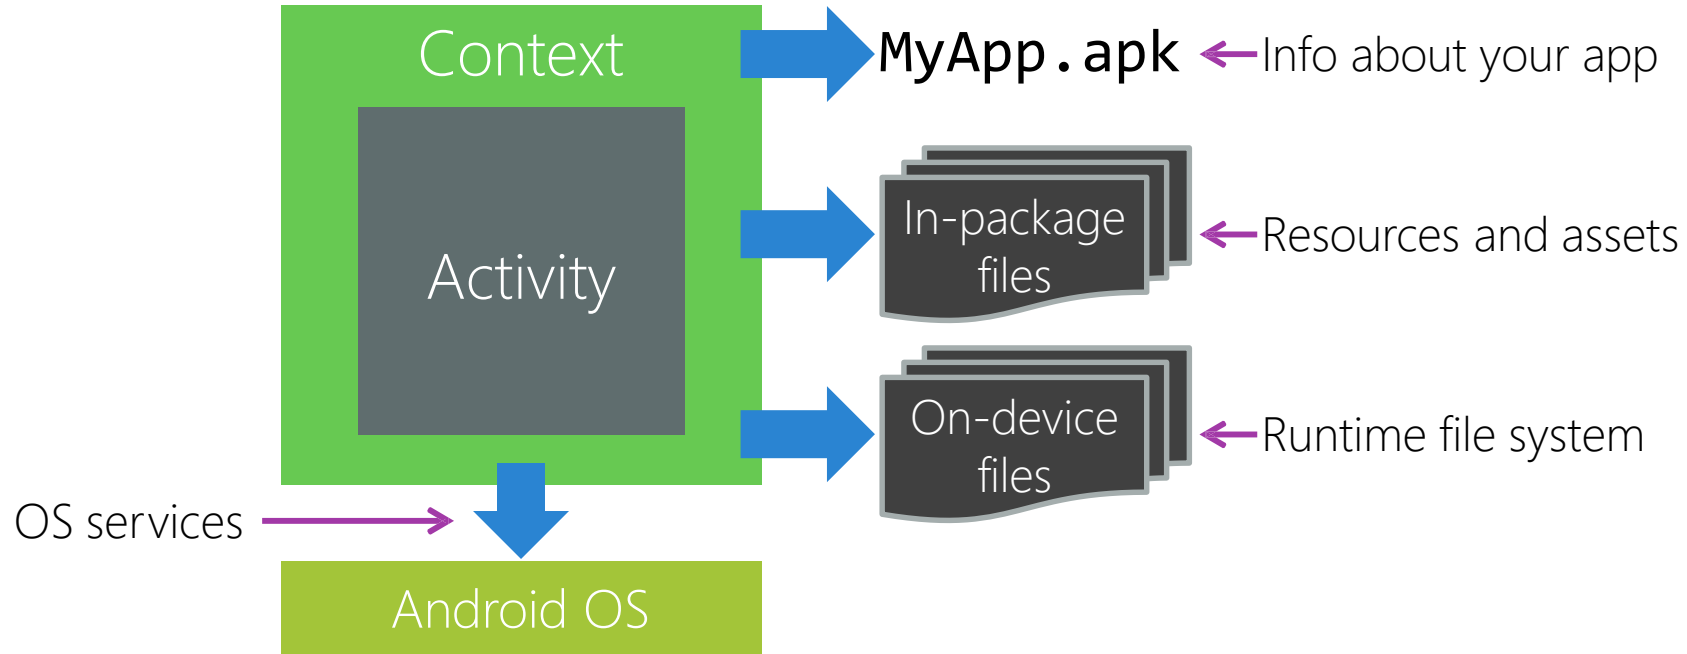 Context
MyApp.apk
Info about your app
Activity
In-package
files
Resources and assets
On-device
files
Runtime file system
OS services
Android OS